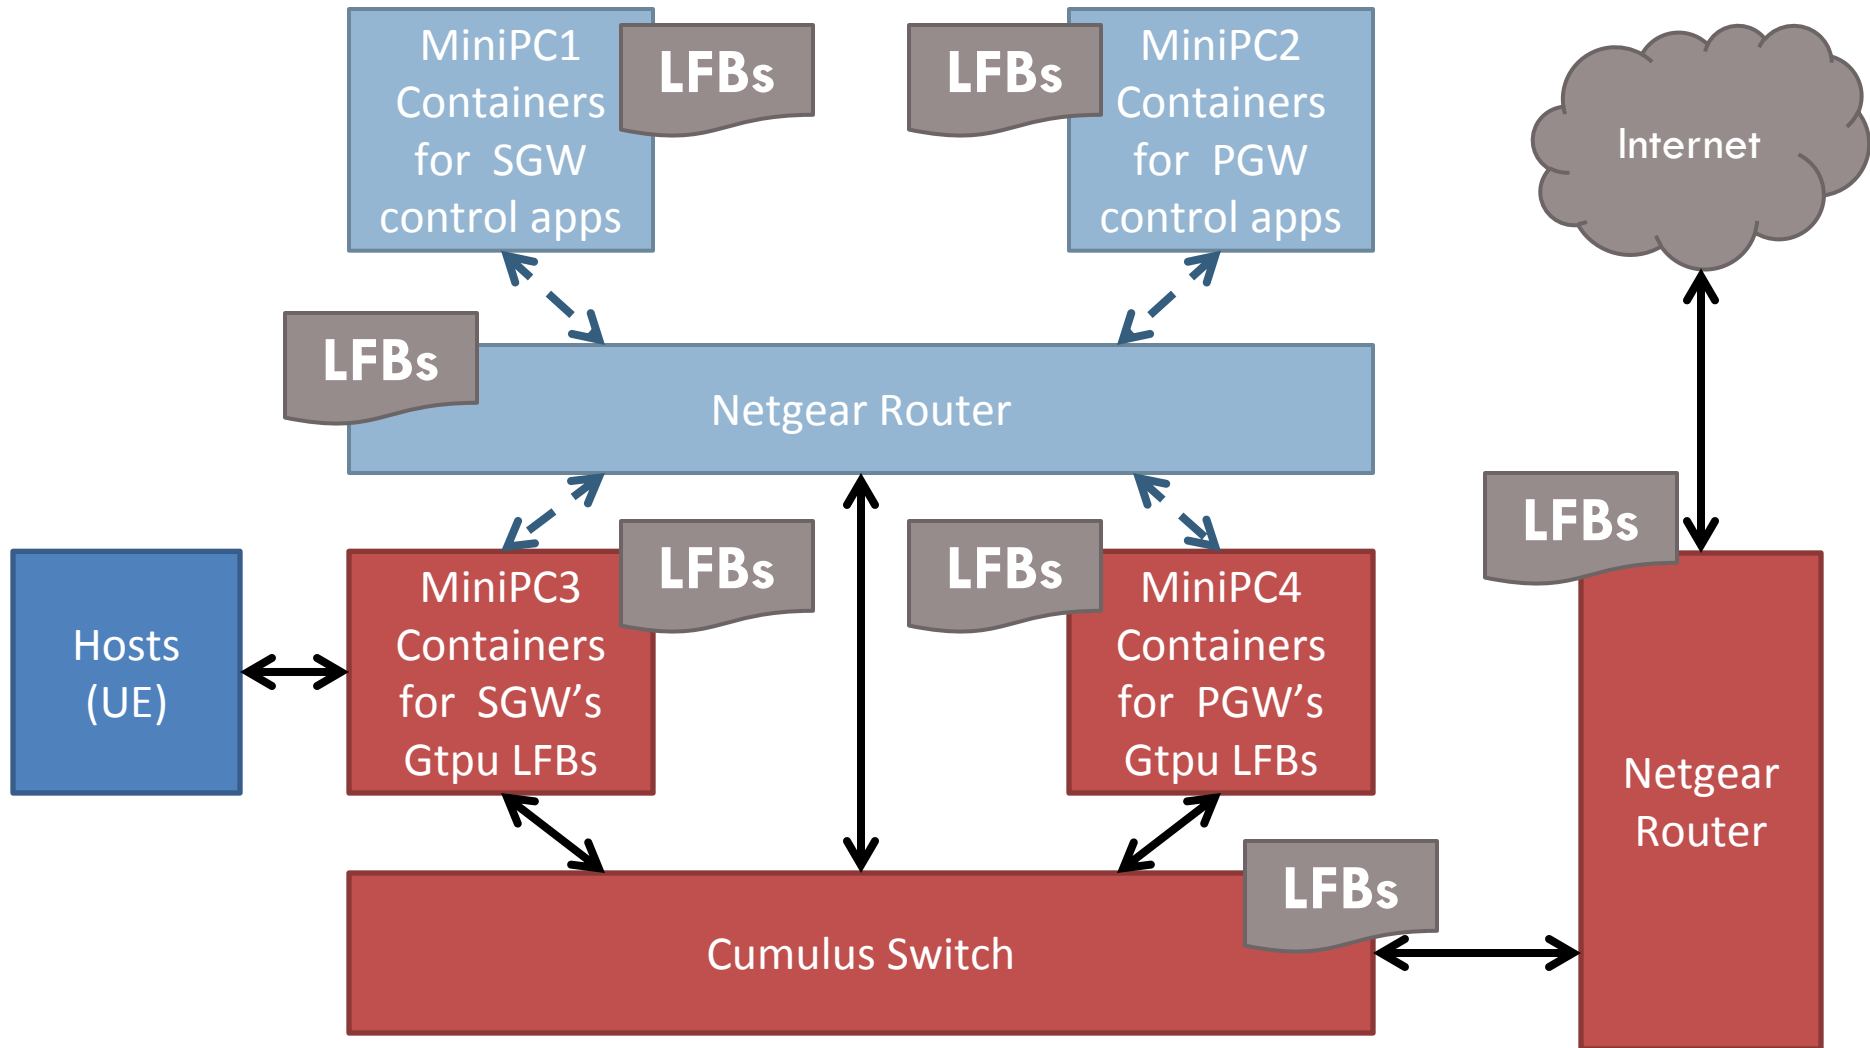 MiniPC1
Containers
for  SGW
control apps
LFBs
LFBs
MiniPC2
Containers
for  PGW
control apps
Internet
LFBs
Netgear Router
LFBs
Hosts
(UE)
MiniPC3
Containers
for  SGW’s
Gtpu LFBs
LFBs
LFBs
MiniPC4
Containers
for  PGW’s
Gtpu LFBs
Netgear
Router
LFBs
Cumulus Switch